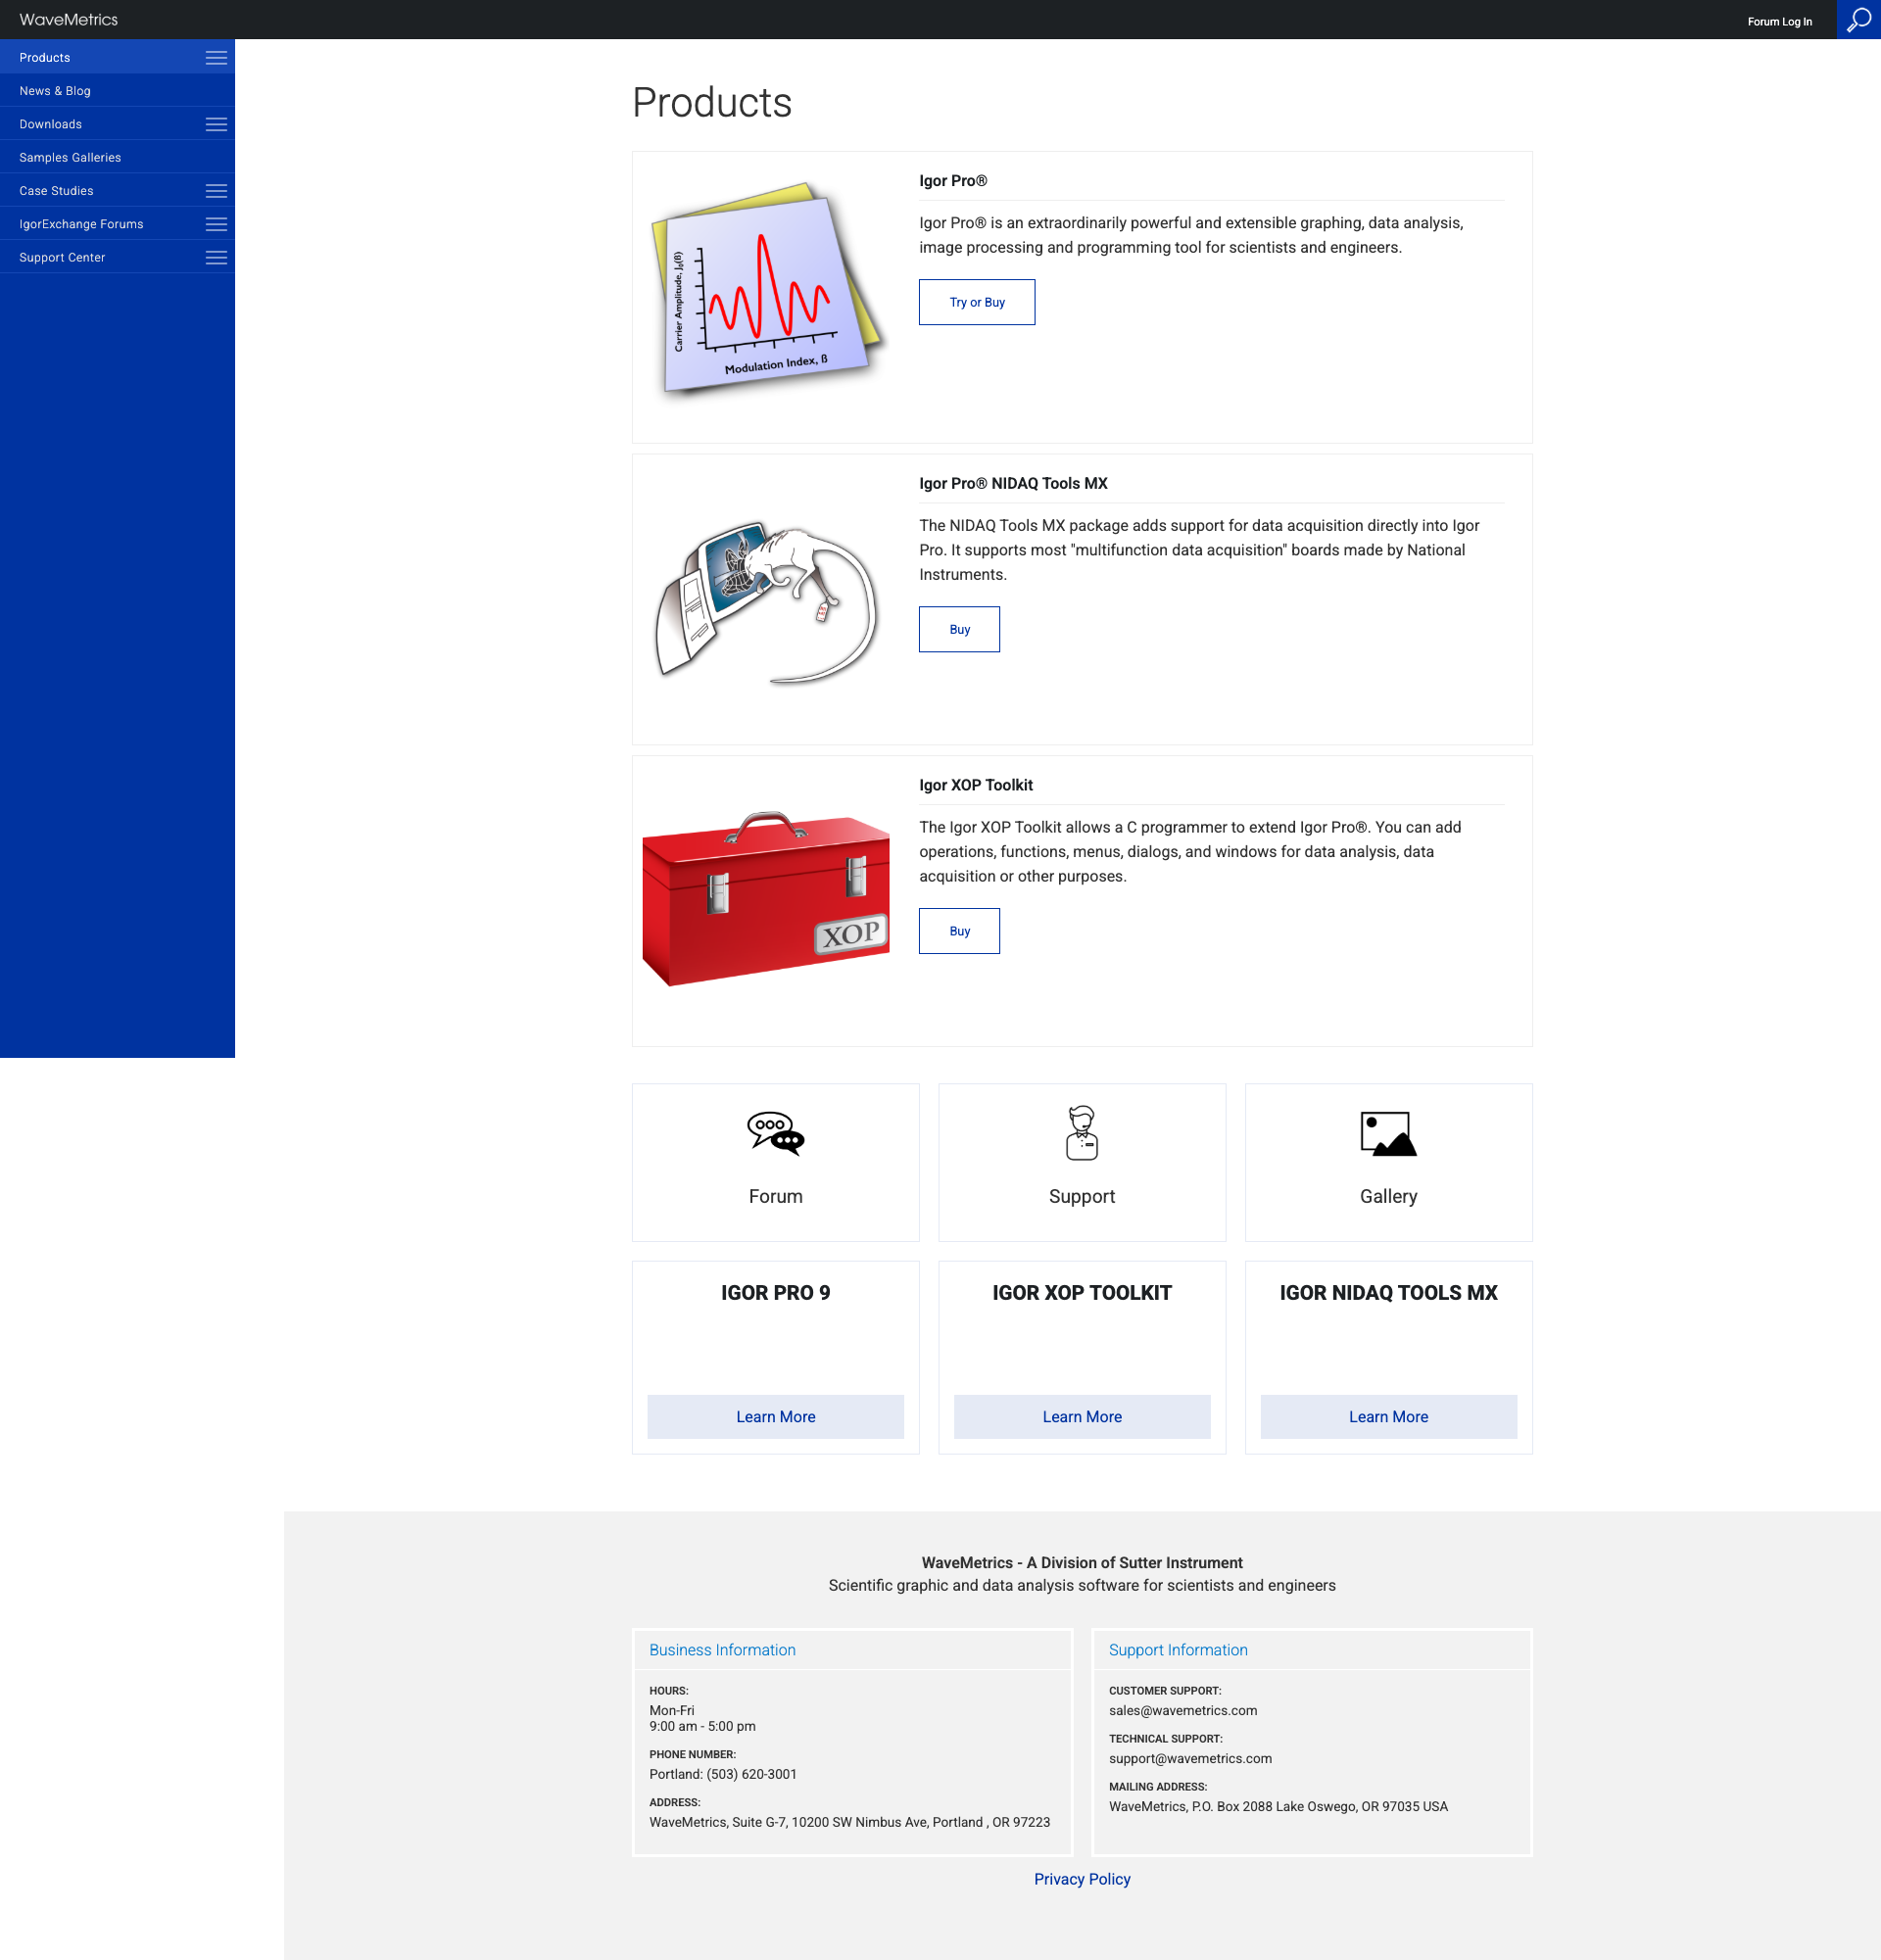 WaveMetrics
Forum Log In
Products
News & Blog
Downloads
Samples Galleries
Case Studies
IgorExchange Forums
Support Center
Products
Carrier Amplitude, J₀(B)
Modulation Index, ß
Igor Pro®
Igor Pro® is an extraordinarily powerful and extensible graphing, data analysis,
image processing and programming tool for scientists and engineers.
Try or Buy
Igor Pro® NIDAQ Tools MX
The NIDAQ Tools MX package adds support for data acquisition directly into Igor
Pro. It supports most "multifunction data acquisition" boards made by National
Instruments.
Buy
XOP
Igor XOP Toolkit
The Igor XOP Toolkit allows a C programmer to extend Igor Pro®. You can add
operations, functions, menus, dialogs, and windows for data analysis, data
acquisition or other purposes.
Buy
Forum
Support
Gallery
IGOR PRO 9
Learn More
IGOR XOP TOOLKIT
Learn More
IGOR NIDAQ TOOLS MX
Learn More
WaveMetrics - A Division of Sutter Instrument
Scientific graphic and data analysis software for scientists and engineers
Business Information
HOURS:
Mon-Fri
9:00 am - 5:00 pm
PHONE NUMBER:
Portland: (503) 620-3001
ADDRESS:
WaveMetrics, Suite G-7, 10200 SW Nimbus Ave, Portland , OR 97223
Support Information
CUSTOMER SUPPORT:
sales@wavemetrics.com
TECHNICAL SUPPORT:
support@wavemetrics.com
MAILING ADDRESS:
WaveMetrics, P.O. Box 2088 Lake Oswego, OR 97035 USA
Privacy Policy